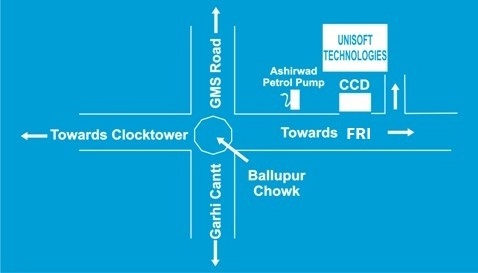 UNISOFT
TECHNOLOGIES
GMS Road
Ashirwad
Petrol Pump
CCD
Towards Clocktower
Towards FRI
Ballupur
Chowk
Garhi Cantt